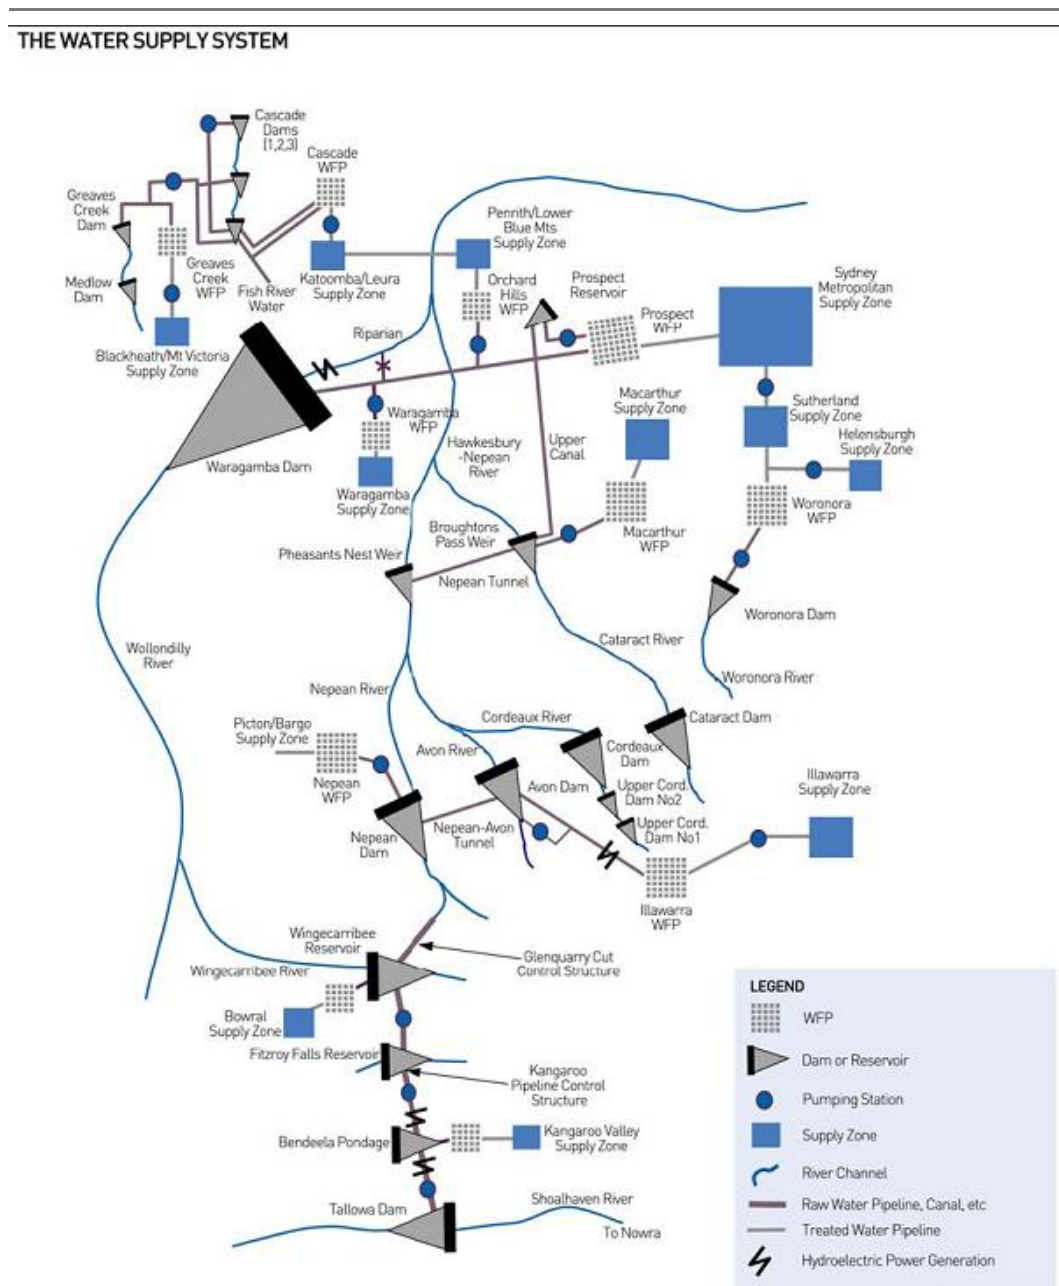 THE WATER SUPPLY SYSTEM
Cascade
Dams
(1,2,3)
Cascade
WFP
Greaves
Creek
Dam
Medlow
Dam
Greaves
Creek
WFP
Fish River
Water
Katoomba/Leura
Supply Zone
Blackheath/Mt Victoria
Supply Zone
Penrith/Lower
Blue Mts
Supply Zone
Orchard
Hills
WFP
Prospect
Reservoir
Prospect
WFP
Sydney
Metropolitan
Supply Zone
Riparian
Waragamba Dam
Waragamba
WFP
Waragamba
Supply Zone
Hawkesbury
-Nepean
River
Upper
Canal
Macarthur
Supply Zone
Macarthur
WFP
Sutherland
Supply Zone
Helensburgh
Supply Zone
Woronora
WFP
Woronora Dam
Woronora River
Broughtons
Pass Weir
Pheasants Nest Weir
Nepean Tunnel
Cataract River
Wollondilly
River
Nepean River
Picton/Bargo
Supply Zone
Nepean
WFP
Cordeaux River
Avon River
Cordeaux
Dam
Cataract Dam
Avon Dam
Upper Cord.
Dam No2
Upper Cord.
Dam No1
Nepean
Dam
Nepean-Avon
Tunnel
Illawarra
Supply Zone
Illawarra
WFP
Wingecarribee
Reservoir
Wingecarribee River
Glenquarry Cut
Control Structure
Bowral
Supply Zone
Fitzroy Falls Reservoir
Kangaroo
Pipeline Control
Structure
Bendeela Pondage
Kangaroo Valley
Supply Zone
Tallowa Dam
Shoalhaven River
To Nowra
LEGEND
WFP
Dam or Reservoir
Pumping Station
Supply Zone
River Channel
Raw Water Pipeline, Canal, etc
Treated Water Pipeline
Hydroelectric Power Generation